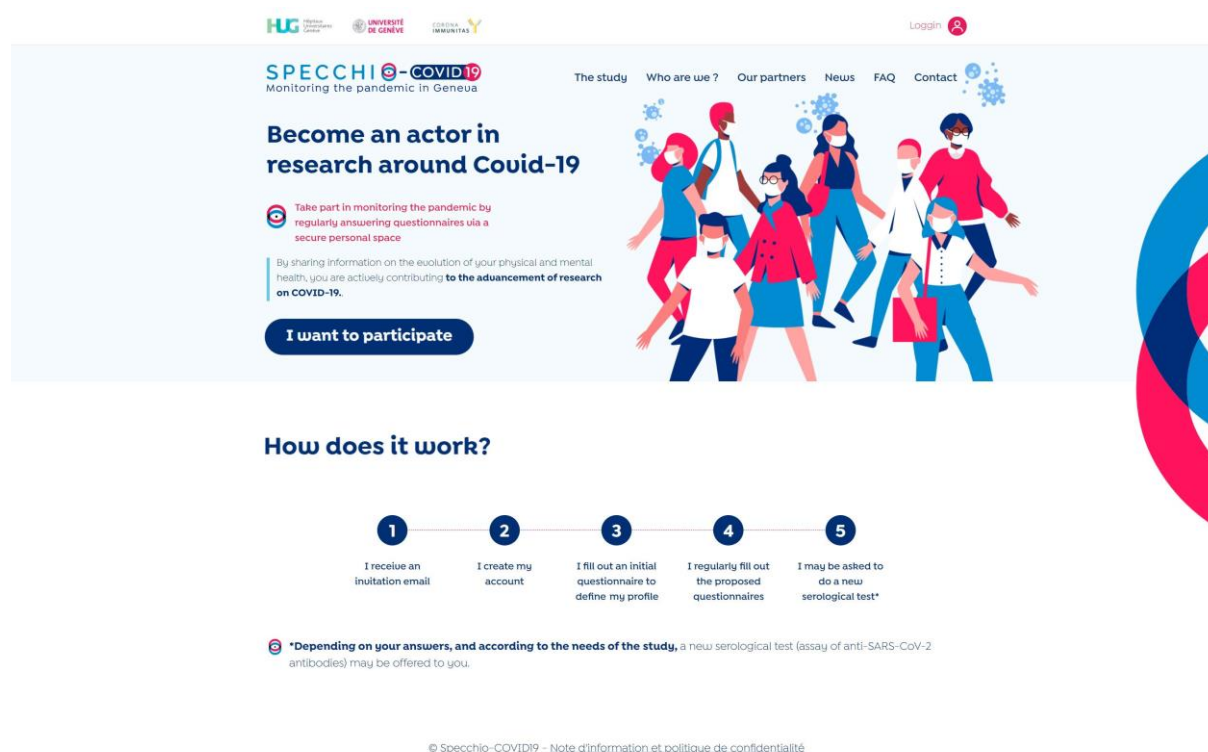 HUG Hôpitaux Universitaires Genève
UNIVERSITÉ DE GENÈVE
CORONA IMMUNITAS
Loggin
SPECCHIO-COVID19
Monitoring the pandemic in Geneva
The study Who are we ? Our partners News FAQ Contact
Become an actor in
research around Covid-19
Take part in monitoring the pandemic by
regularly answering questionnaires via a
secure personal space
By sharing information on the evolution of your physical and mental
health, you are actively contributing to the advancement of research
on COVID-19.
I want to participate
How does it work?
1
I receive an
invitation email
2
I create my
account
3
I fill out an initial
questionnaire to
define my profile
4
I regularly fill out
the proposed
questionnaires
5
I may be asked to
do a new
serological test*
*Depending on your answers, and according to the needs of the study, a new serological test (assay of anti-SARS-CoV-2
antibodies) may be offered to you.
© Specchio-COVID19 - Note d'information et politique de confidentialité